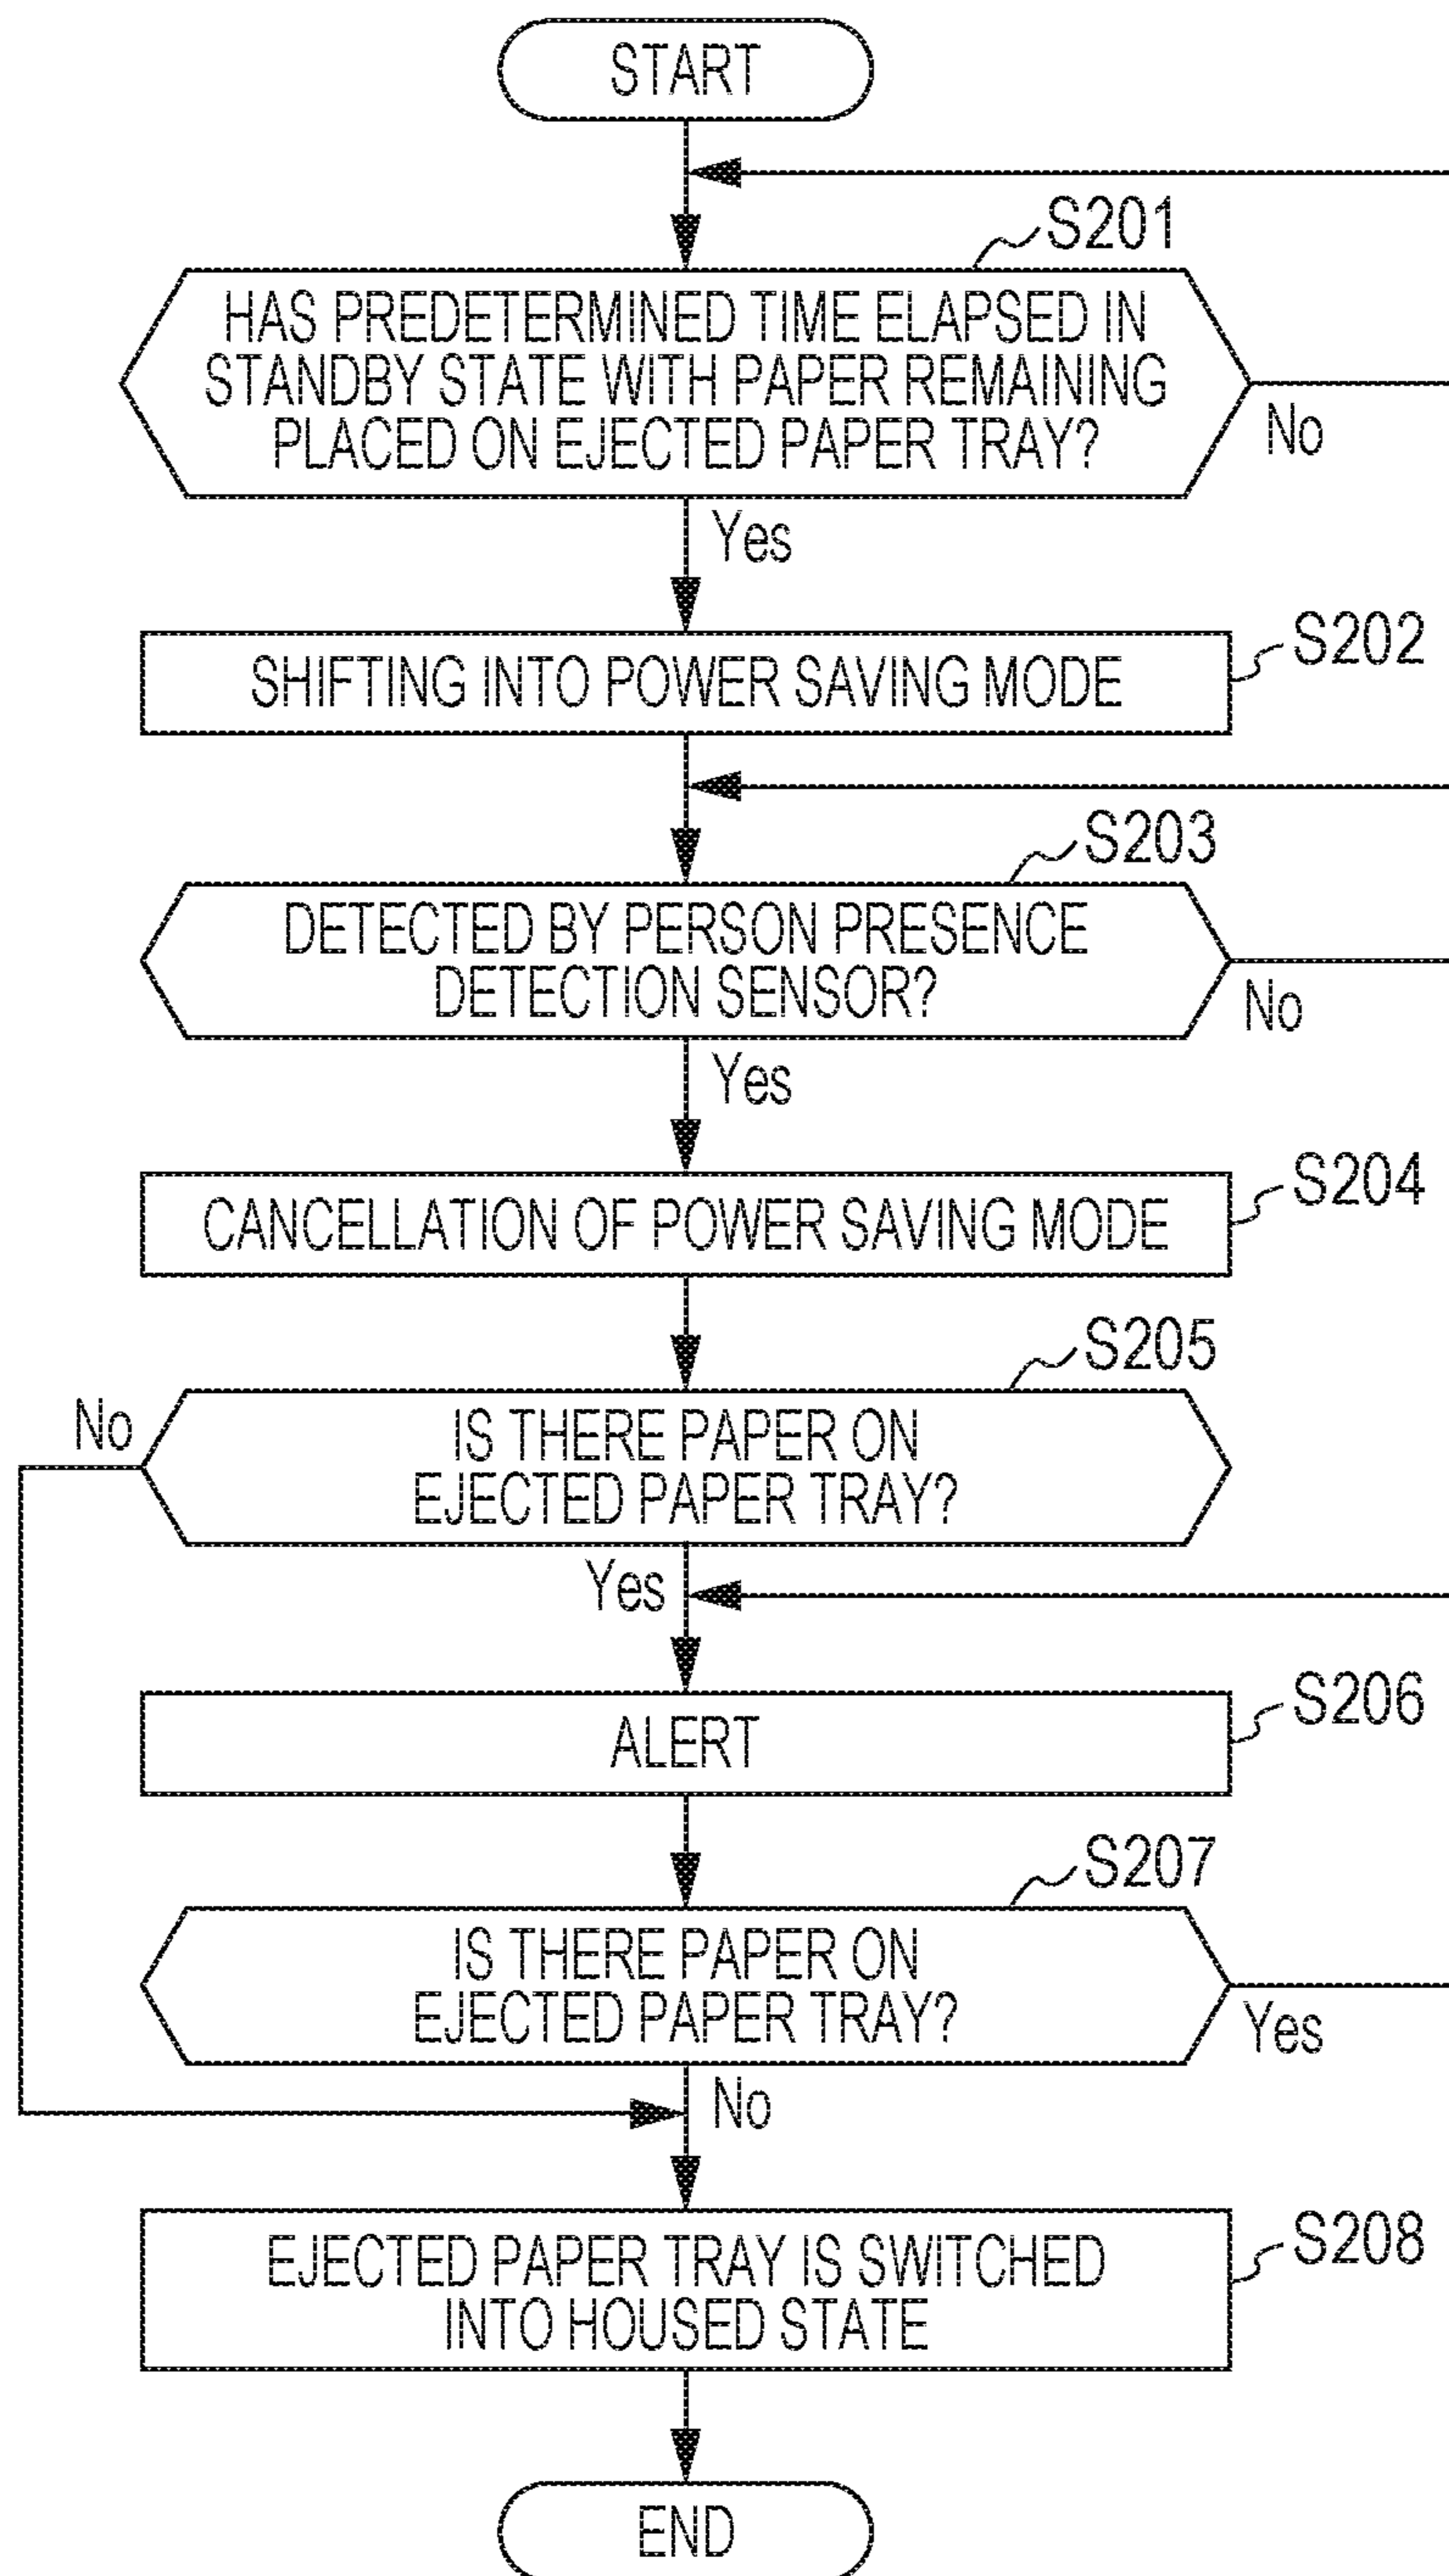 START
S201
HAS PREDETERMINED TIME ELAPSED IN
STANDBY STATE WITH PAPER REMAINING
PLACED ON EJECTED PAPER TRAY?
No
Yes
S202
SHIFTING INTO POWER SAVING MODE
S203
DETECTED BY PERSON PRESENCE
DETECTION SENSOR?
No
Yes
S204
CANCELLATION OF POWER SAVING MODE
S205
No
IS THERE PAPER ON
EJECTED PAPER TRAY?
Yes
S206
ALERT
S207
IS THERE PAPER ON
EJECTED PAPER TRAY?
Yes
No
S208
EJECTED PAPER TRAY IS SWITCHED
INTO HOUSED STATE
END